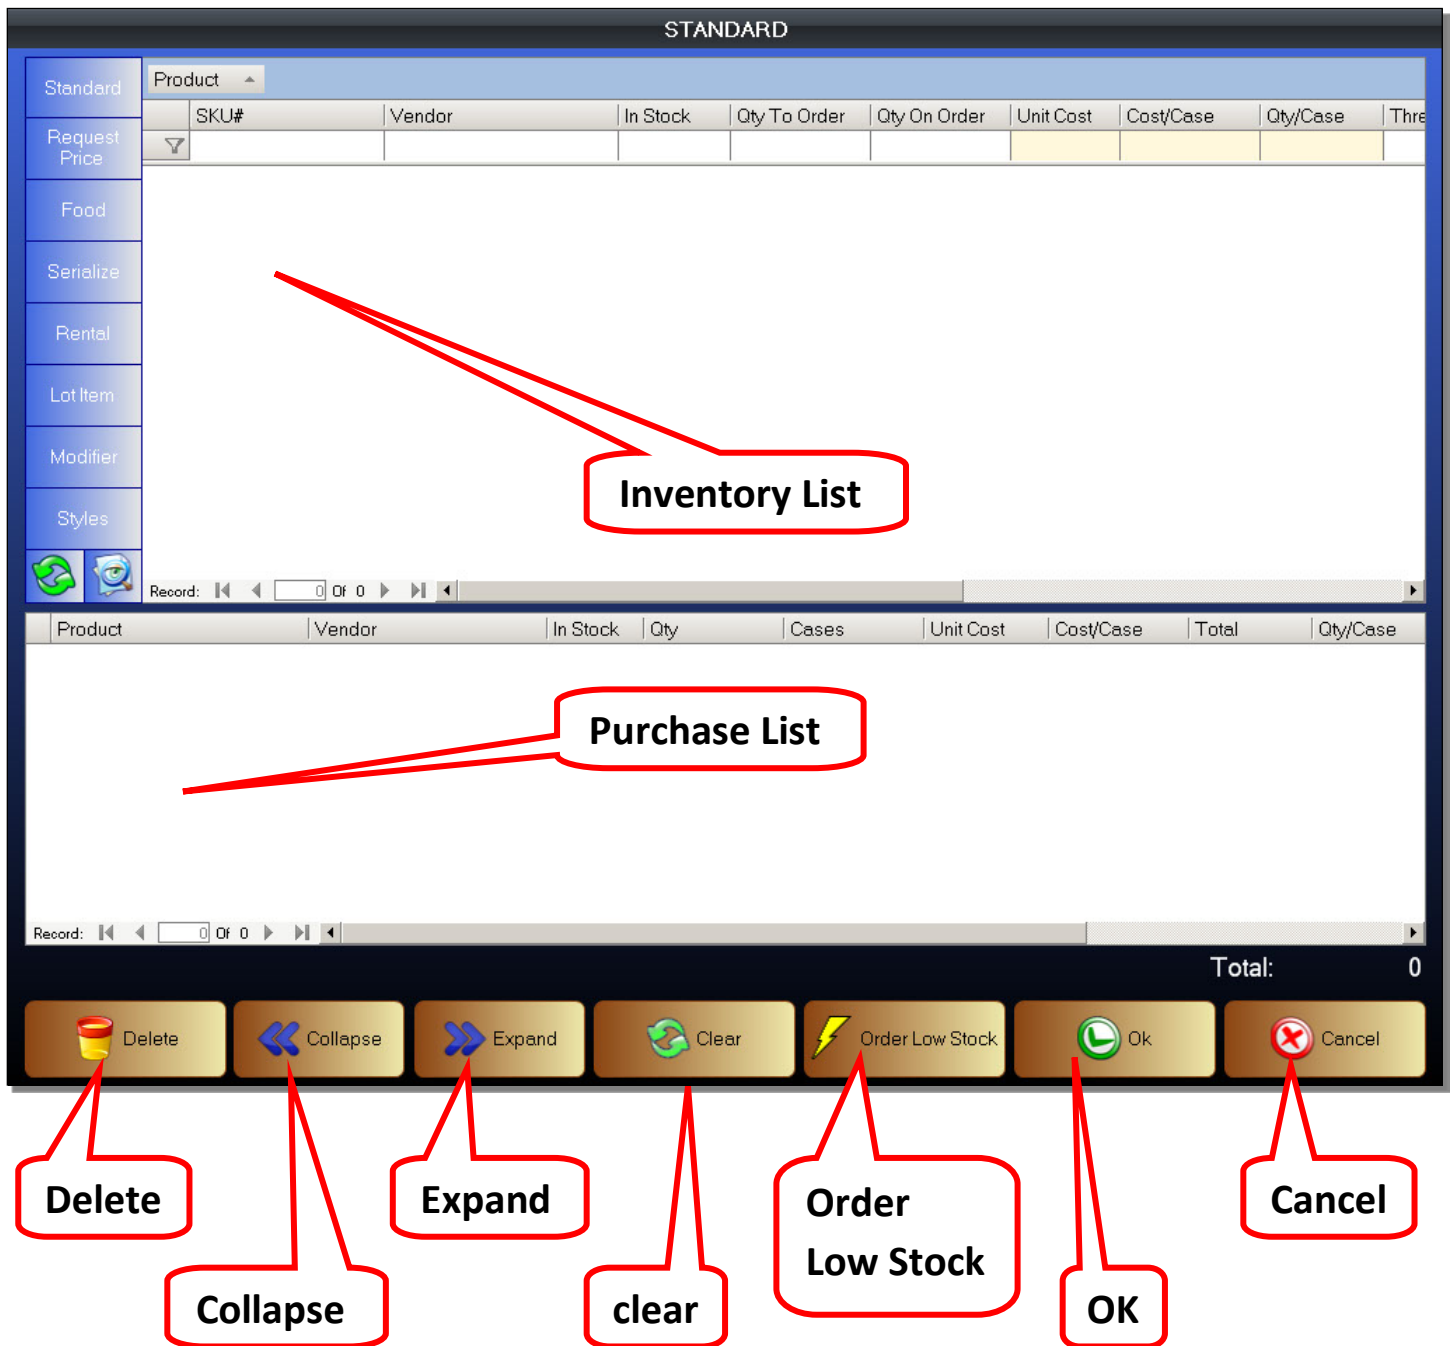 STANDARD
Standard
Request
Price
Food
Serialize
Rental
Lot Item
Modifier
Styles
Product
SKU# Vendor In Stock Qty To Order Qty On Order Unit Cost Cost/Case Qty/Case Thre
Inventory List
Record: 0 Of 0
Product Vendor In Stock Qty Cases Unit Cost Cost/Case Total Qty/Case
Purchase List
Record: 0 Of 0
Total: 0
Delete Collapse Expand Clear Order Low Stock Ok Cancel
Delete
Expand
Order
Low Stock
Cancel
Collapse
clear
OK